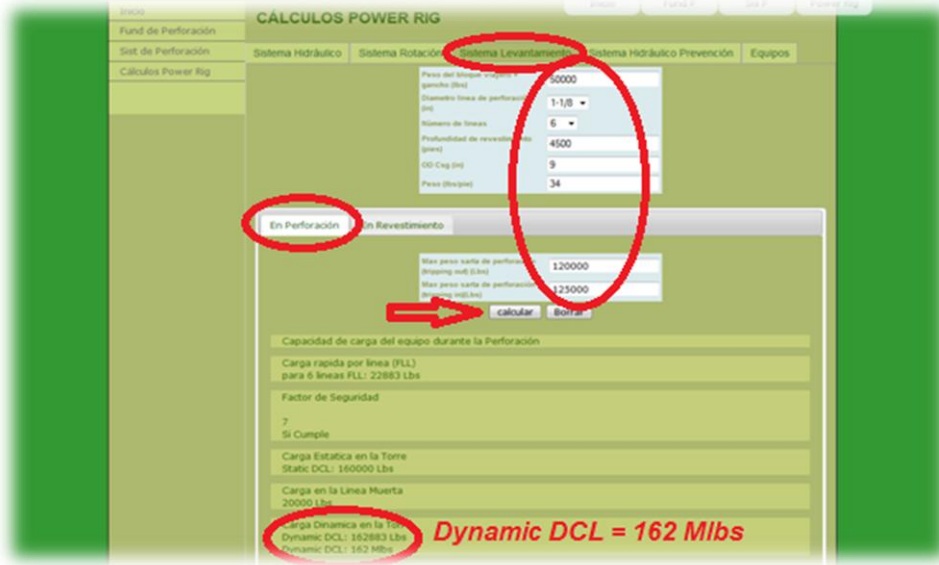 Inicio
Inicio
Fund P
Sis P
Power Rig
CÁLCULOS POWER RIG
Fund de Perforación
Sist de Perforación
Cálculos Power Rig
Sistema Hidráulico
Sistema Rotación
Sistema Levantamiento
Sistema Hidráulico Prevención
Equipos
Peso del bloque viajero +
gancho (lbs)
50000
Diametro linea de perforación
(in)
1-1/8
Número de lineas
6
Profundidad de revestimiento
(pies)
4500
OD Csg (in)
9
Peso (lbs/pie)
34
En Perforación
En Revestimiento
Max peso sarta de perforación
(tripping out) (Lbs)
120000
Max peso sarta de perforación
(tripping in)(Lbs)
125000
calcular
Borrar
Capacidad de carga del equipo durante la Perforación
Carga rapida por linea (FLL)
para 6 lineas FLL: 22883 Lbs
Factor de Seguridad
7
Si Cumple
Carga Estatica en la Torre
Static DCL: 160000 Lbs
Carga en la Linea Muerta
20000 Lbs
Carga Dinamica en la Torre
Dynamic DCL: 162883 Lbs
Dynamic DCL: 162 Mlbs
Dynamic DCL = 162 Mlbs